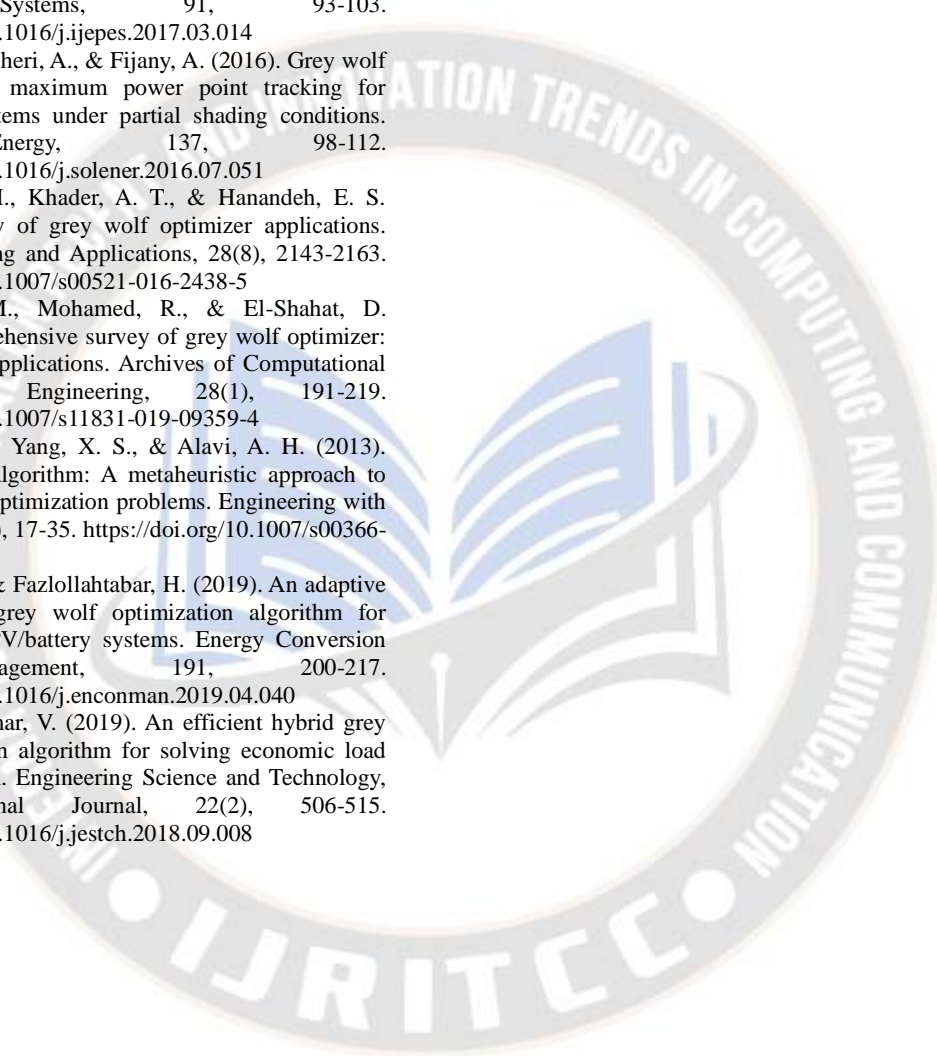 Systems, 91, 93-103.
.1016/j.ijepes.2017.03.014
heri, A., & Fijany, A. (2016). Grey wolf
maximum power point tracking for
tems under partial shading conditions.
Energy, 137, 98-112.
.1016/j.solener.2016.07.051
I., Khader, A. T., & Hanandeh, E. S.
of grey wolf optimizer applications.
ng and Applications, 28(8), 2143-2163.
.1007/s00521-016-2438-5
M., Mohamed, R., & El-Shahat, D.
ehensive survey of grey wolf optimizer:
pplications. Archives of Computational
Engineering, 28(1), 191-219.
.1007/s11831-019-09359-4
Yang, X. S., & Alavi, A. H. (2013).
lgorithm: A metaheuristic approach to
ptimization problems. Engineering with
), 17-35. https://doi.org/10.1007/s00366-
& Fazlollahtabar, H. (2019). An adaptive
grey wolf optimization algorithm for
PV/battery systems. Energy Conversion
agement, 191, 200-217.
.1016/j.enconman.2019.04.040
nar, V. (2019). An efficient hybrid grey
n algorithm for solving economic load
Engineering Science and Technology,
nal Journal, 22(2), 506-515.
.1016/j.jestch.2018.09.008
AND INNOVATION TRENDS IN COMPUTING AND COMMUNICATION
IJRITCC